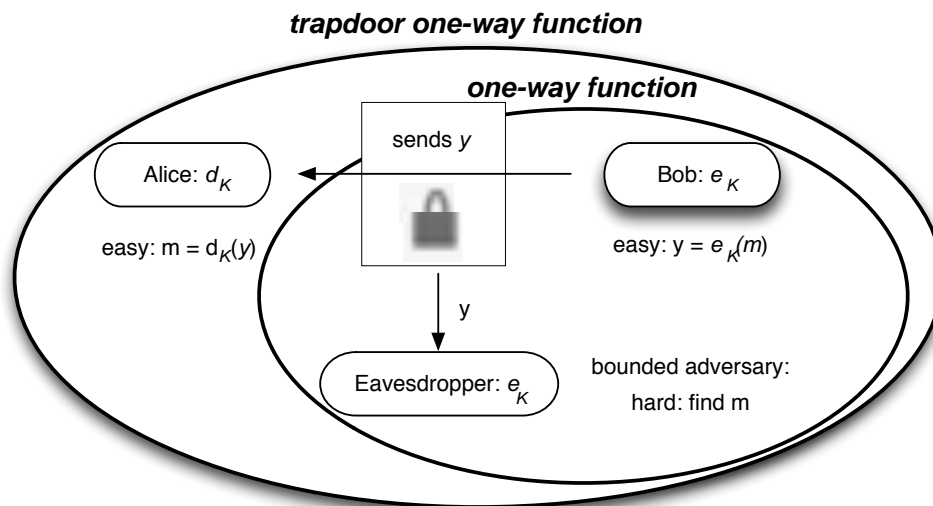 trapdoor one-way function
one-way function
sends y
Alice: d_K
Bob: e_K
easy: m = d_K(y)
easy: y = e_K(m)
y
Eavesdropper: e_K
bounded adversary:
hard: find m